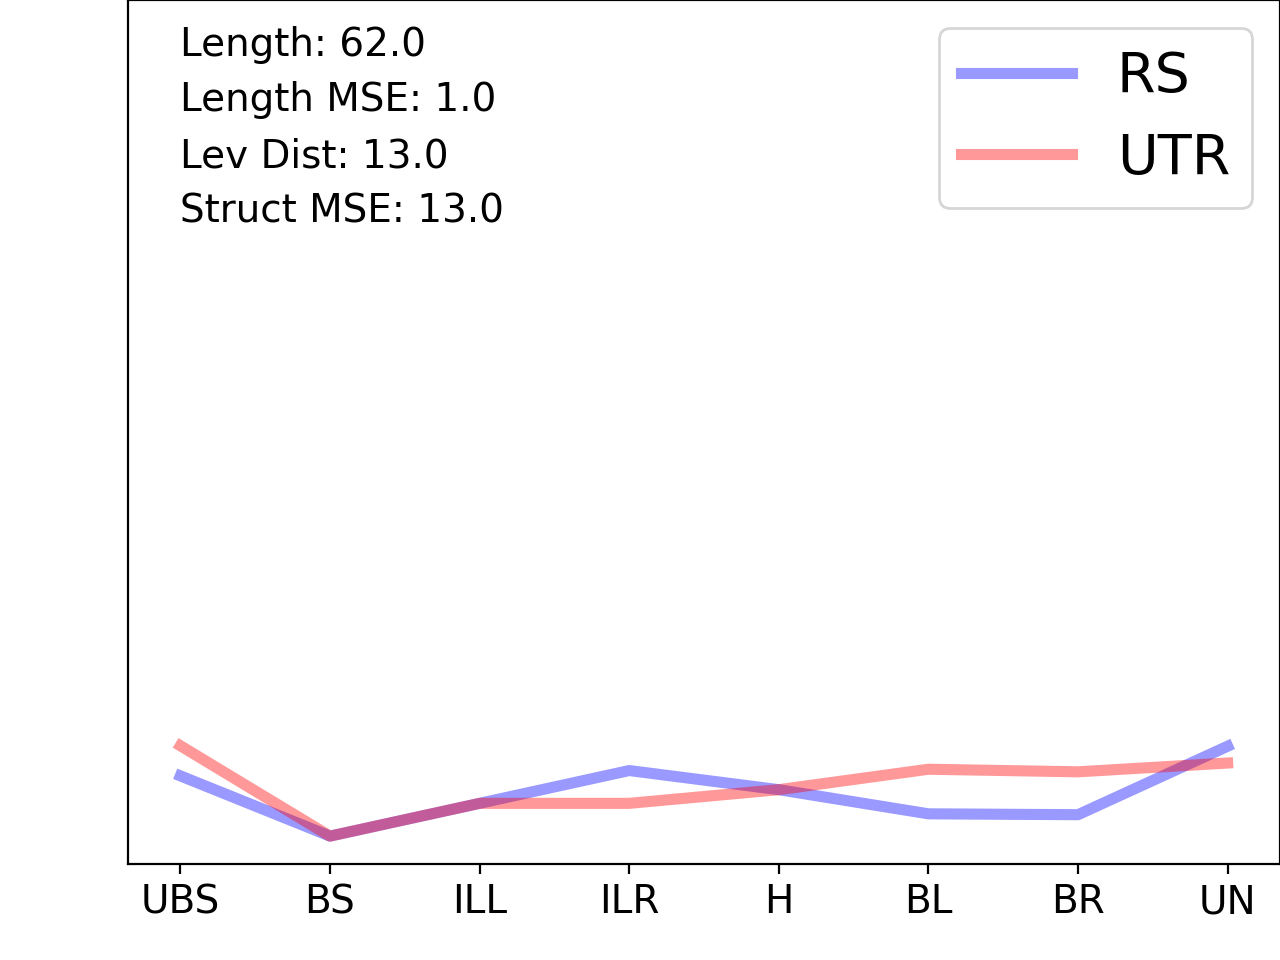 Length: 62.0
Length MSE: 1.0
Lev Dist: 13.0
Struct MSE: 13.0
RS
UTR
UBS BS ILL ILR H BL BR UN